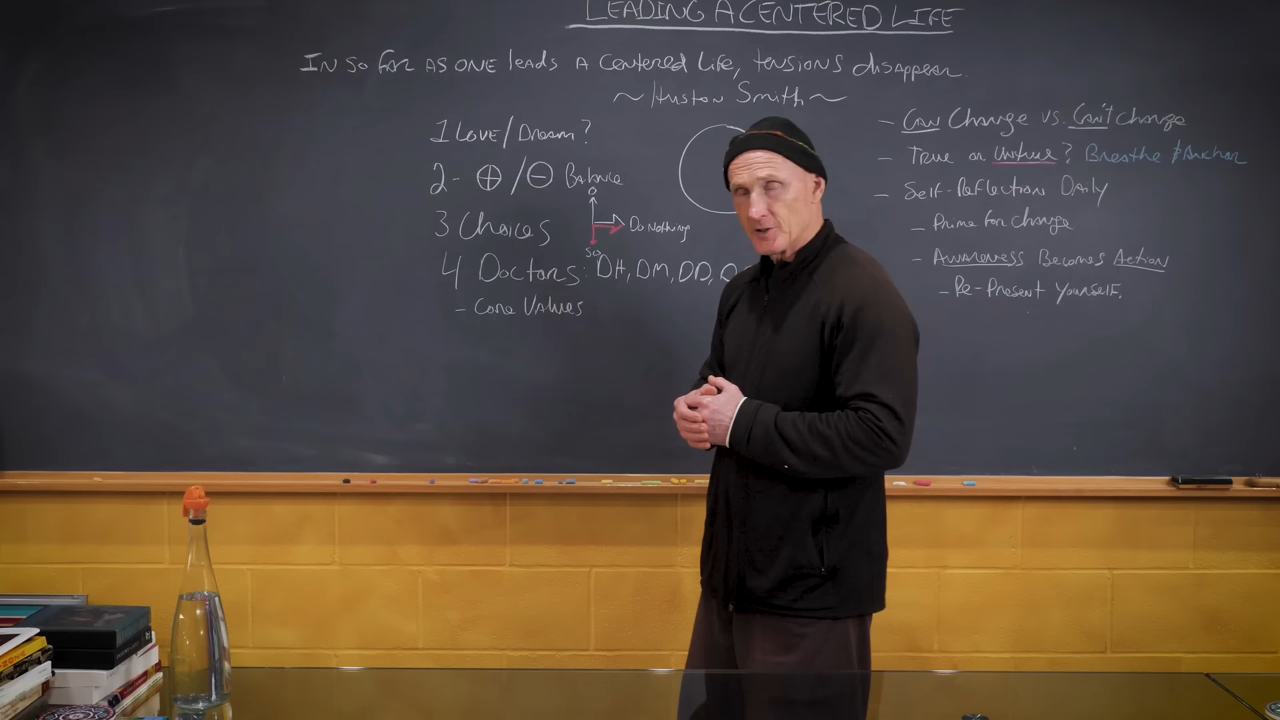 LEADING A CENTERED LIFE
IN SO FAR AS ONE leads A Centered Life, tensions disappear.
~ Huston Smith ~
1 Love/Dream?
2 - ⊕ / ⊖ Balance
3 Choices
O
Do Nothing
So
4 Doctors: DH, DM, DD,
- Core Values
- Can Change vs. Can't Change
- True or Untrue? Breathe & Anchor
- Self-Reflection Daily
- Prime for Change
- Awareness Becomes Action
- Re-Present Yourself.